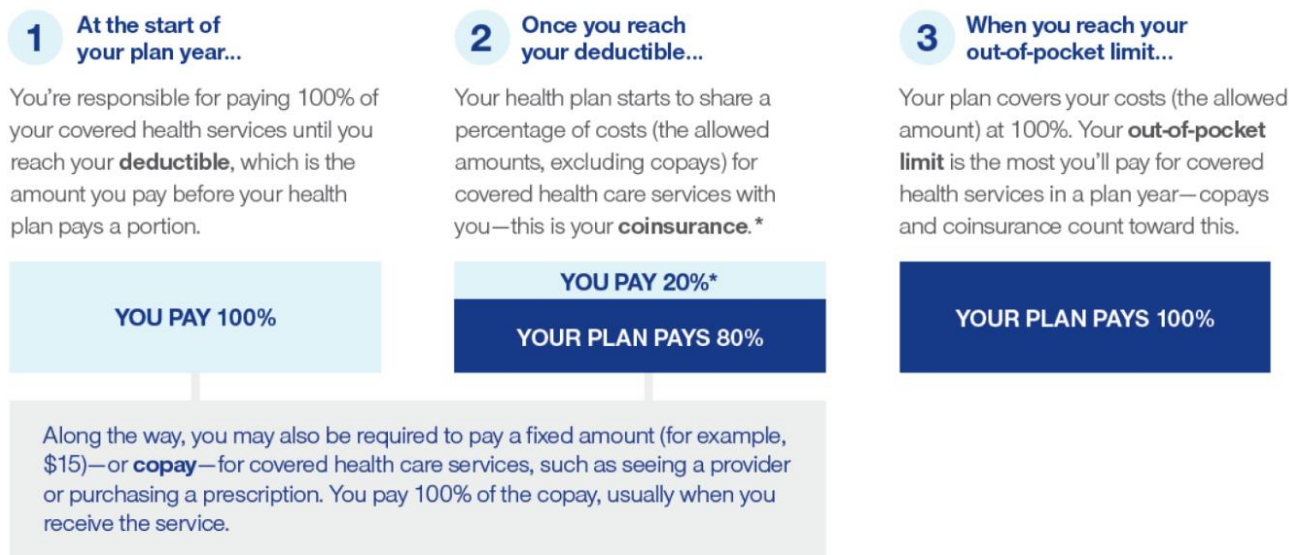 1
At the start of
your plan year...
You’re responsible for paying 100% of
your covered health services until you
reach your deductible, which is the
amount you pay before your health
plan pays a portion.
YOU PAY 100%
2
Once you reach
your deductible...
Your health plan starts to share a
percentage of costs (the allowed
amounts, excluding copays) for
covered health care services with
you—this is your coinsurance.*
YOU PAY 20%*
YOUR PLAN PAYS 80%
3
When you reach your
out-of-pocket limit...
Your plan covers your costs (the allowed
amount) at 100%. Your out-of-pocket
limit is the most you’ll pay for covered
health services in a plan year—copays
and coinsurance count toward this.
YOUR PLAN PAYS 100%
Along the way, you may also be required to pay a fixed amount (for example,
$15)—or copay—for covered health care services, such as seeing a provider
or purchasing a prescription. You pay 100% of the copay, usually when you
receive the service.